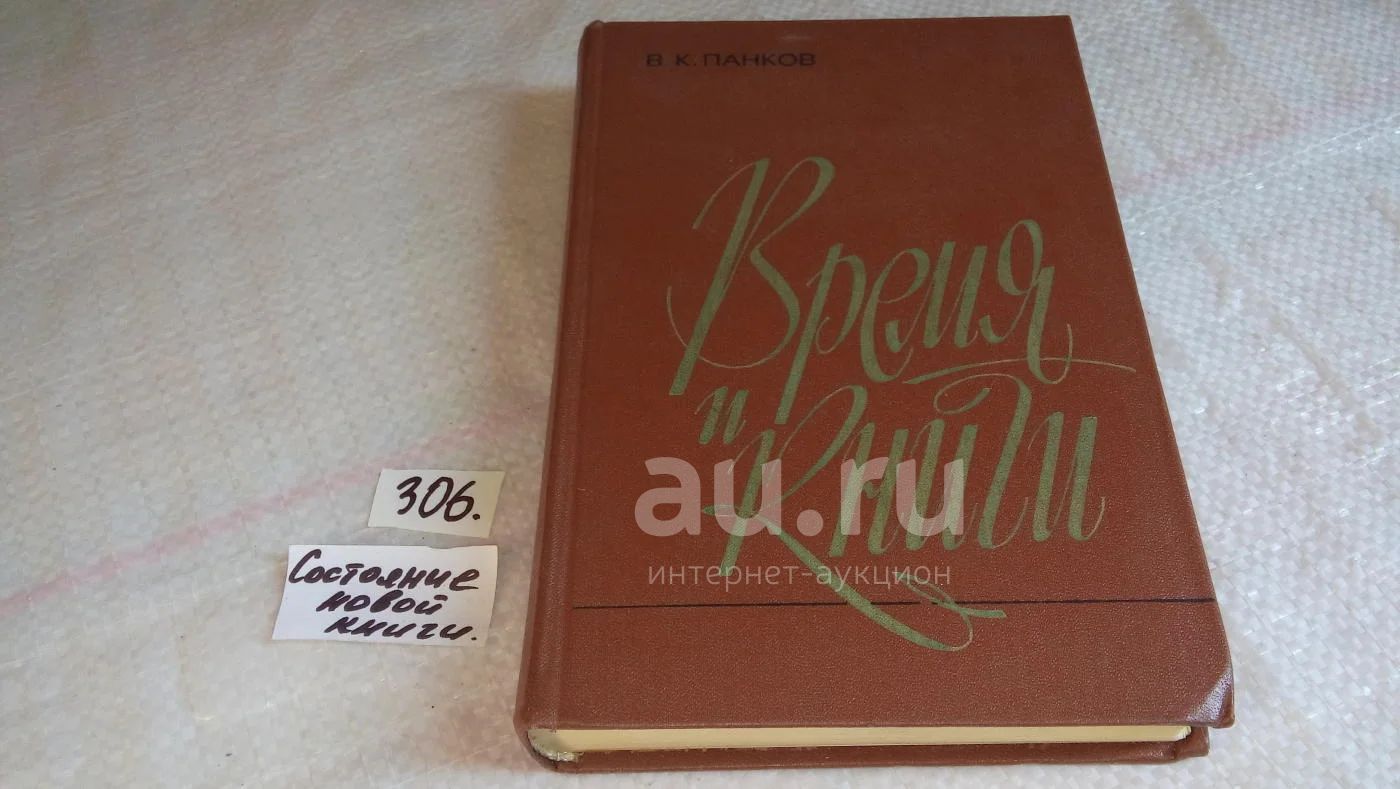 В. К. ПАНКОВ
Время
и Книги
au.ru
интернет-аукцион
306.
Состояние
новой
книги.